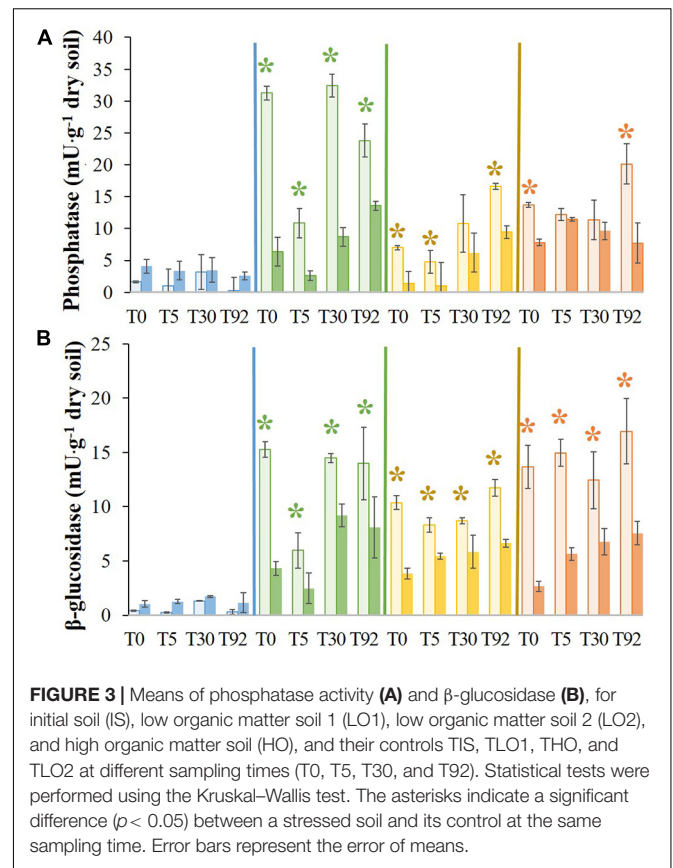 A
Phosphatase (mU·g-1 dry soil)
40
35
30
25
20
15
10
5
0
* * * * * * * * *
T0 T5 T30 T92 T0 T5 T30 T92 T0 T5 T30 T92 T0 T5 T30 T92
B
β-glucosidase (mU·g-1 dry soil)
25
20
15
10
5
0
* * * * * * * * * * * *
T0 T5 T30 T92 T0 T5 T30 T92 T0 T5 T30 T92 T0 T5 T30 T92
FIGURE 3 | Means of phosphatase activity (A) and β-glucosidase (B), for
initial soil (IS), low organic matter soil 1 (LO1), low organic matter soil 2 (LO2),
and high organic matter soil (HO), and their controls TIS, TLO1, THO, and
TLO2 at different sampling times (T0, T5, T30, and T92). Statistical tests were
performed using the Kruskal–Wallis test. The asterisks indicate a significant
difference (p< 0.05) between a stressed soil and its control at the same
sampling time. Error bars represent the error of means.